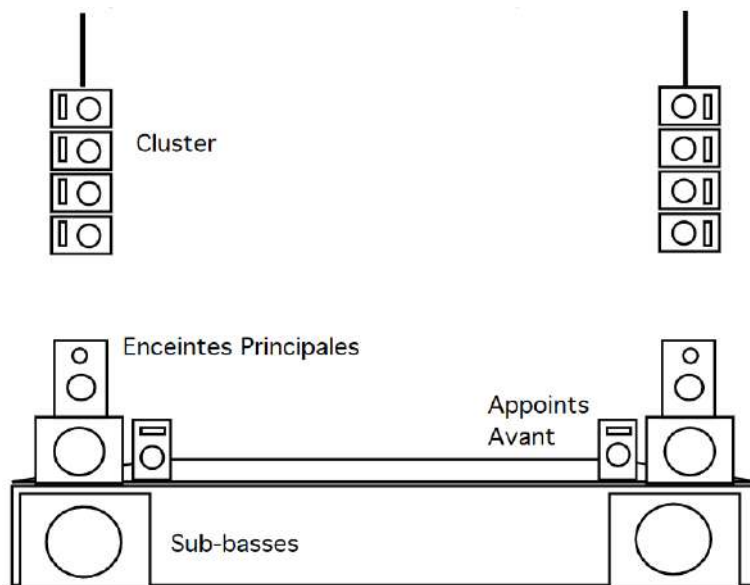 Cluster
Enceintes Principales
Appoints
Avant
Sub-basses